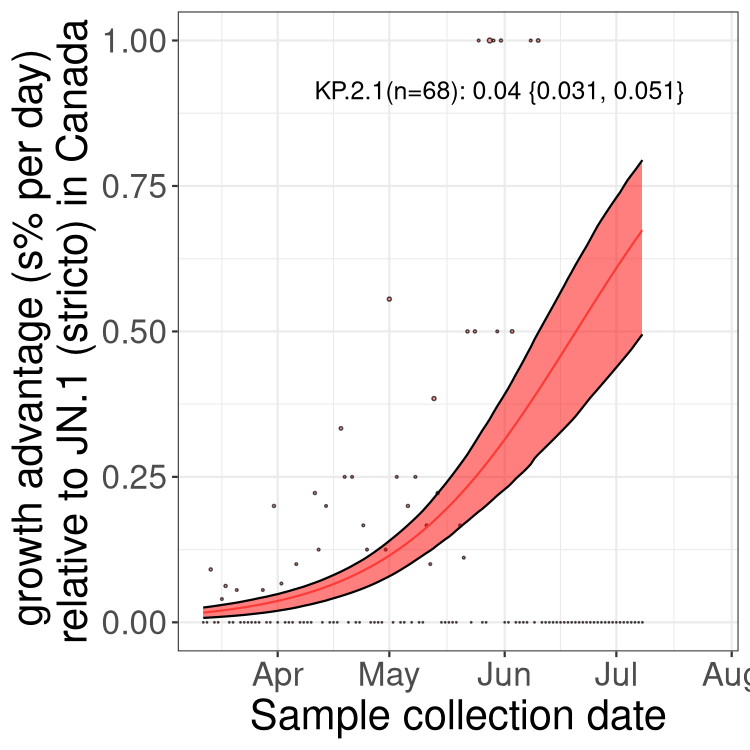 growth advantage (s% per day)
relative to JN.1 (stricto) in Canada
1.00
0.75
0.50
0.25
0.00
KP.2.1(n=68): 0.04 {0.031, 0.051}
Apr May Jun Jul Aug
Sample collection date